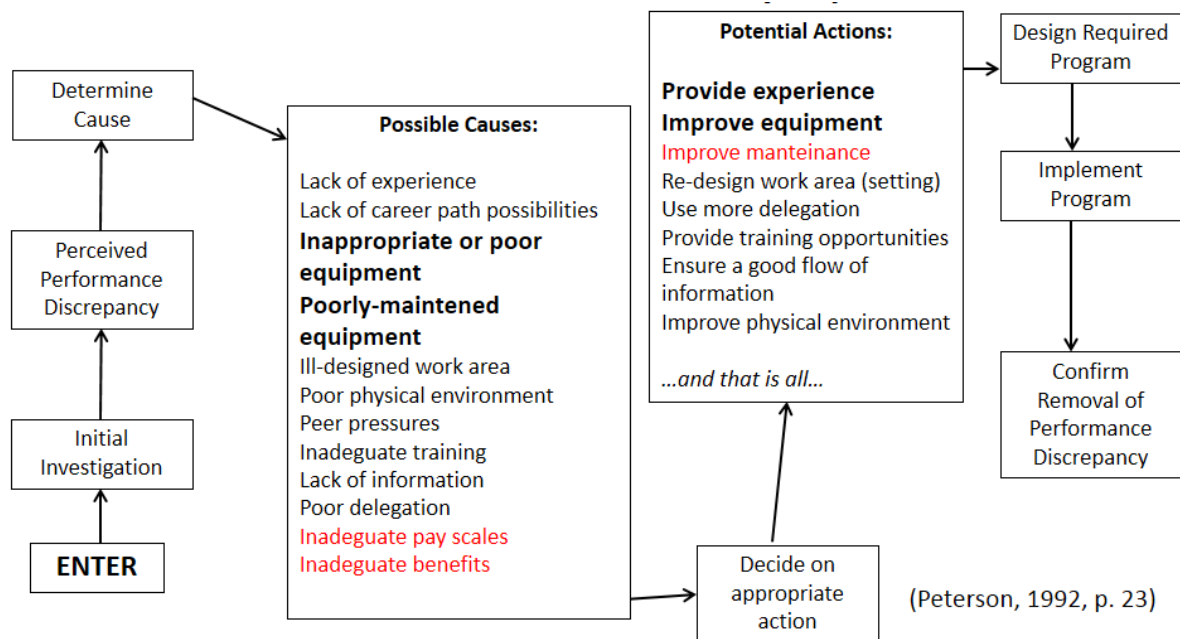 ENTER
Initial
Investigation
Perceived
Performance
Discrepancy
Determine
Cause
Possible Causes:
Lack of experience
Lack of career path possibilities
Inappropriate or poor
equipment
Poorly-maintened
equipment
Ill-designed work area
Poor physical environment
Peer pressures
Inadeguate training
Lack of information
Poor delegation
Inadeguate pay scales
Inadeguate benefits
Decide on
appropriate
action
Potential Actions:
Provide experience
Improve equipment
Improve manteinance
Re-design work area (setting)
Use more delegation
Provide training opportunities
Ensure a good flow of
information
Improve physical environment
...and that is all...
Design Required
Program
Implement
Program
Confirm
Removal of
Performance
Discrepancy
(Peterson, 1992, p. 23)